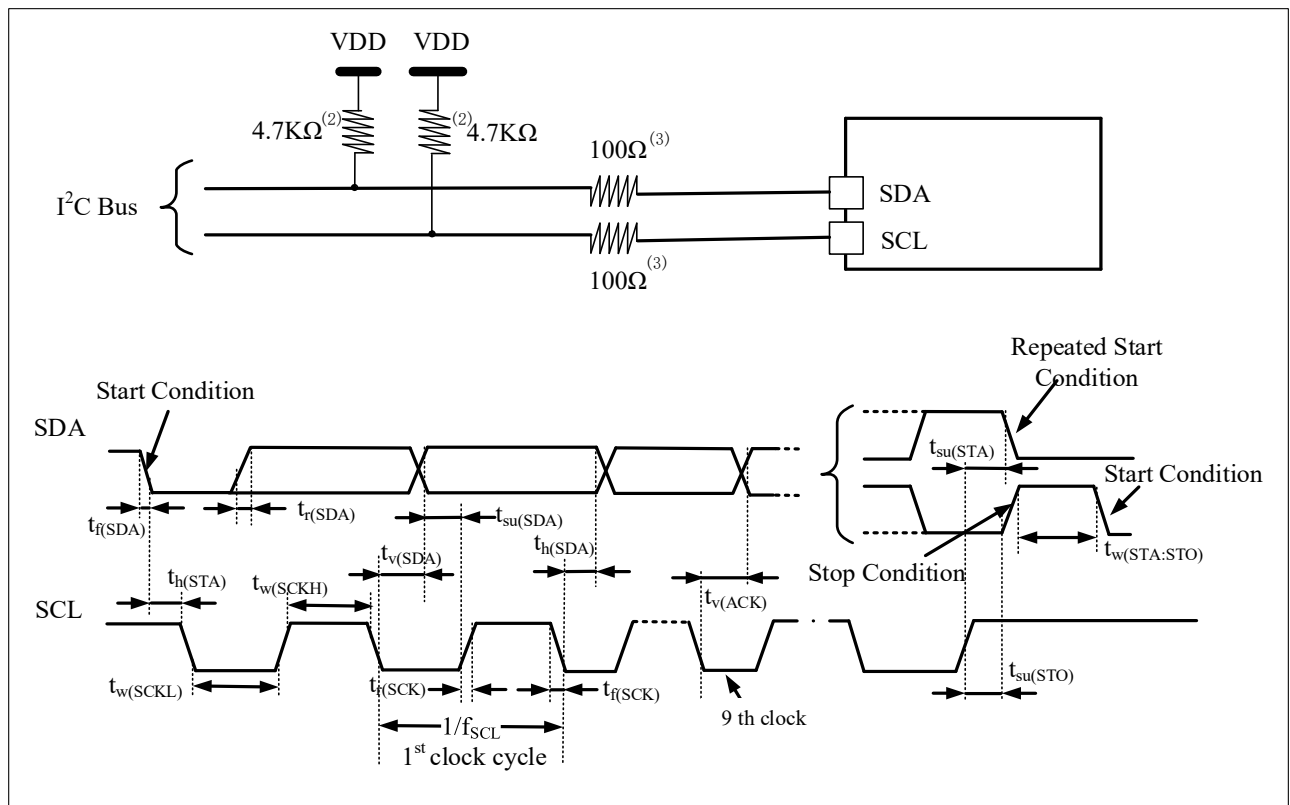 VDD VDD
4.7KΩ(2) (2)4.7KΩ
100Ω(3)
I2C Bus
SDA
SCL
100Ω(3)
Repeated Start
Condition
Start Condition
SDA
tsu(STA)
Start Condition
tf(SDA)
tr(SDA)
tsu(SDA)
tv(SDA)
th(SDA)
tw(STA:STO)
Stop Condition
th(STA)
tw(SCKH)
tv(ACK)
SCL
tw(SCKL)
tf(SCK)
tf(SCK)
tsu(STO)
9 th clock
1/fSCL
1st clock cycle